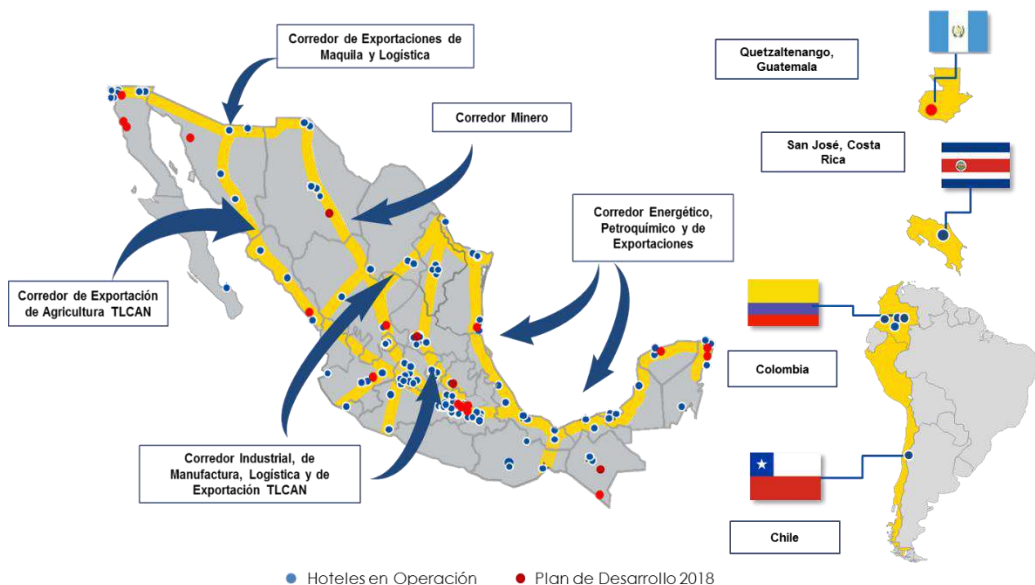 Corredor de Exportaciones de
Maquila y Logística
Quetzaltenango,
Guatemala
Corredor Minero
San José, Costa
Rica
Corredor Energético,
Petroquímico y de
Exportaciones
Corredor de Exportación
de Agricultura TLCAN
Colombia
Corredor Industrial, de
Manufactura, Logística y de
Exportación TLCAN
Chile
Hoteles en Operación
Plan de Desarrollo 2018